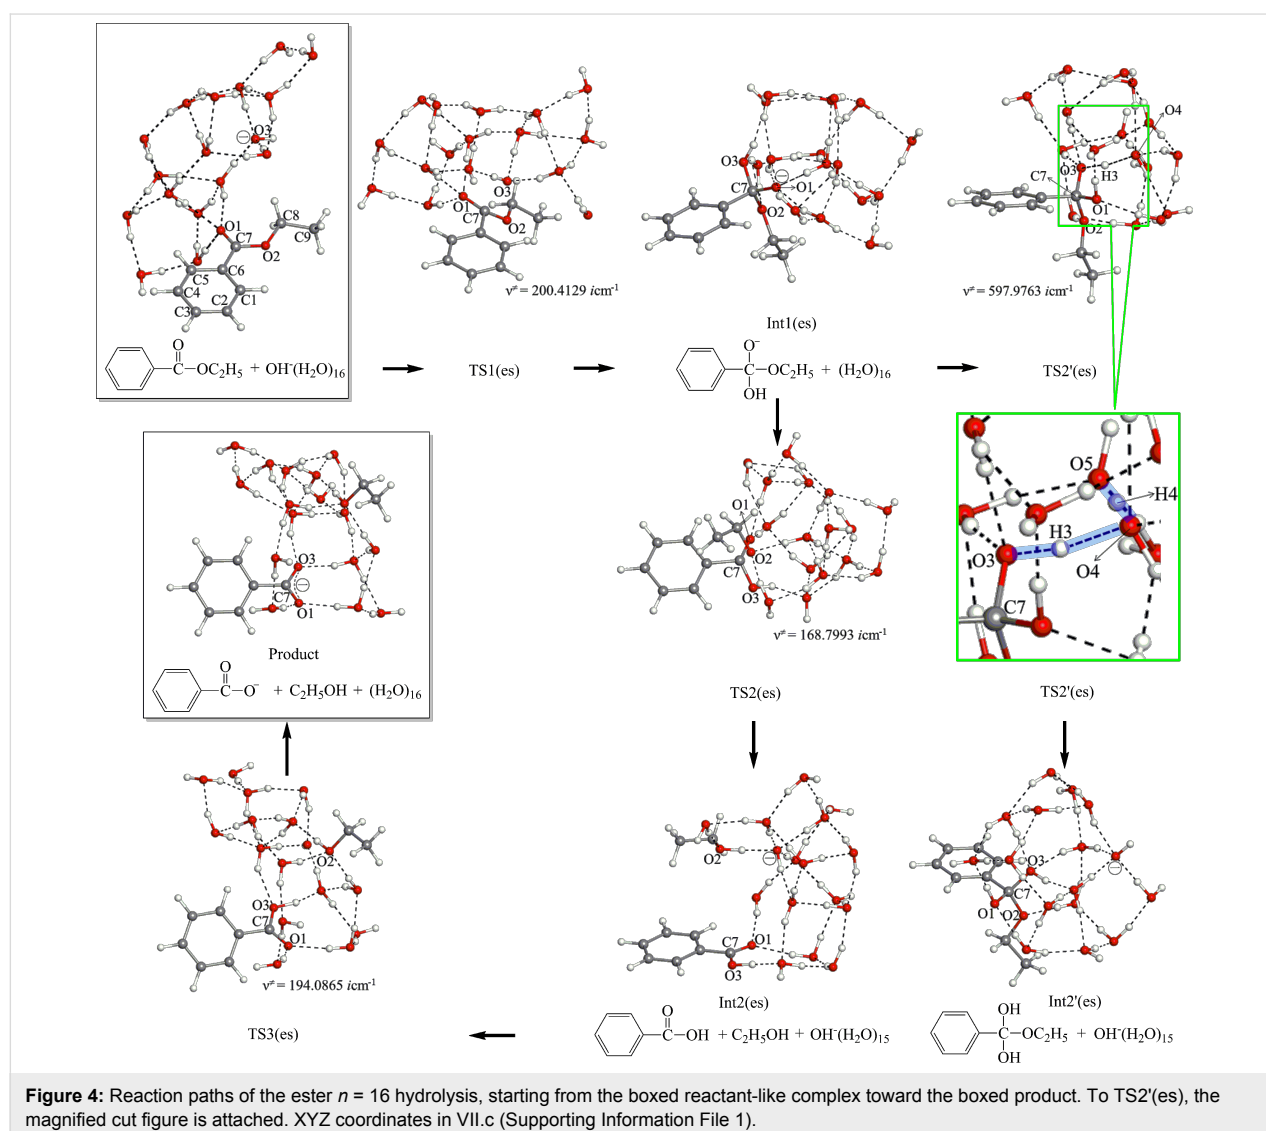 O3
O1
C8
C7
O2
C9
C5
C6
C4
C1
C2
C3
O
C—OC₂H₅ + OH⁻(H₂O)₁₆
O3
O1
C7
O2
ν≠ = 200.4129 icm⁻¹
TS1(es)
O3
C7
O1
O2
Int1(es)
O⁻
C—OC₂H₅ + (H₂O)₁₆
OH
O4
O3
H3
C7
O1
O2
ν≠ = 597.9763 icm⁻¹
TS2'(es)
O5
H4
H3
O3
O4
C7
TS2'(es)
O3
C7
O1
Product
O
C—O⁻ + C₂H₅OH + (H₂O)₁₆
O1
O2
C7
O3
ν≠ = 168.7993 icm⁻¹
TS2(es)
O2
O3
C7
O1
ν≠ = 194.0865 icm⁻¹
TS3(es)
O2
C7
O1
O3
Int2(es)
O
C—OH + C₂H₅OH + OH⁻(H₂O)₁₅
O3
C7
O1
O2
Int2'(es)
OH
C—OC₂H₅ + OH⁻(H₂O)₁₅
OH
Figure 4: Reaction paths of the ester n = 16 hydrolysis, starting from the boxed reactant-like complex toward the boxed product. To TS2'(es), the
magnified cut figure is attached. XYZ coordinates in VII.c (Supporting Information File 1).